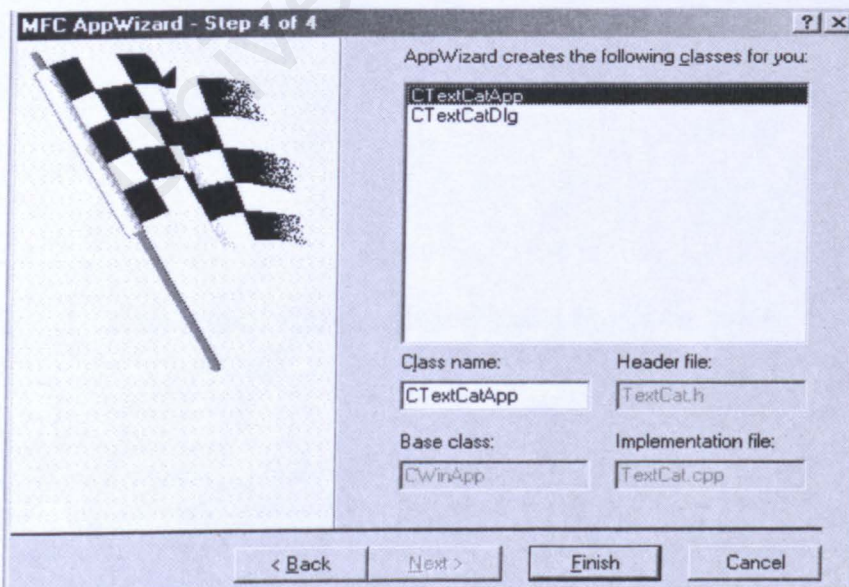 MFC AppWizard - Step 4 of 4
? ×
AppWizard creates the following classes for you:
CTextCatApp
CTextCatDlg
Class name:
Header file:
CTextCatApp
TextCat.h
Base class:
Implementation file:
CWinApp
TextCat.cpp
< Back
Next >
Finish
Cancel